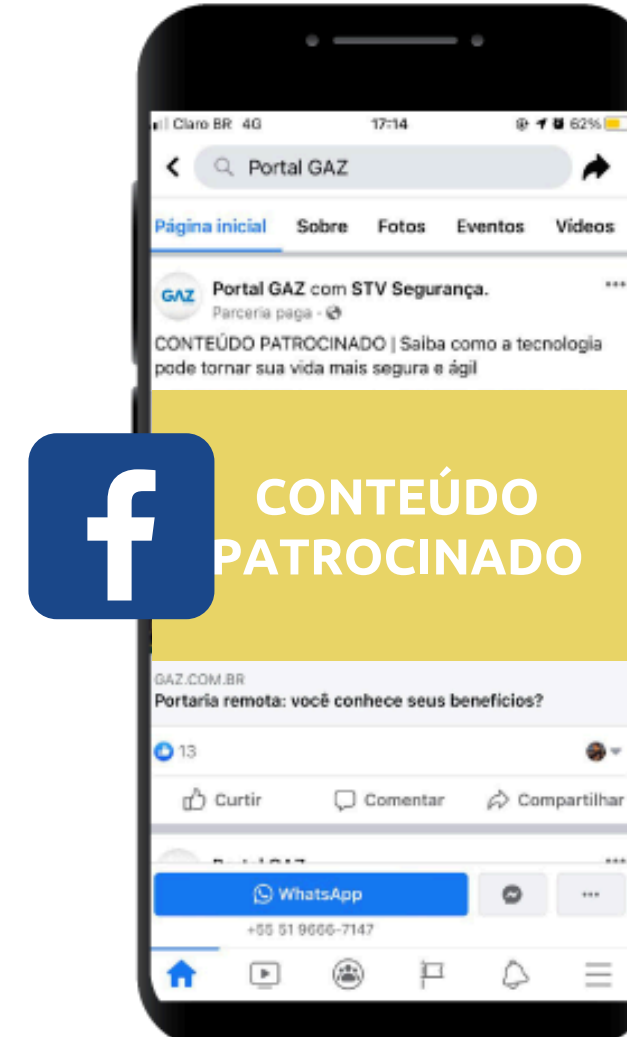 Claro BR 4G 17:14 62%
Portal GAZ
Página inicial Sobre Fotos Eventos Vídeos
GAZ
Portal GAZ com STV Segurança.
Parceria paga ·
CONTEÚDO PATROCINADO | Saiba como a tecnologia
pode tornar sua vida mais segura e ágil
f
CONTEÚDO
PATROCINADO
GAZ.COM.BR
Portaria remota: você conhece seus benefícios?
13
Curtir Comentar Compartilhar
WhatsApp
+55 51 9666-7147